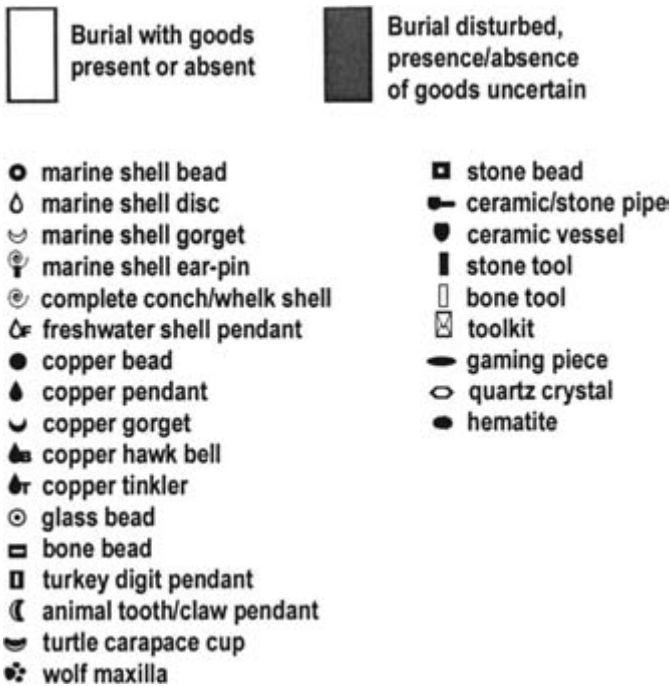 Burial with goods
present or absent
Burial disturbed,
presence/absence
of goods uncertain
marine shell bead
marine shell disc
marine shell gorget
marine shell ear-pin
complete conch/whelk shell
F freshwater shell pendant
copper bead
copper pendant
copper gorget
B copper hawk bell
T copper tinkler
glass bead
bone bead
turkey digit pendant
animal tooth/claw pendant
turtle carapace cup
wolf maxilla
stone bead
ceramic/stone pipes
ceramic vessel
stone tool
bone tool
toolkit
gaming piece
quartz crystal
hematite